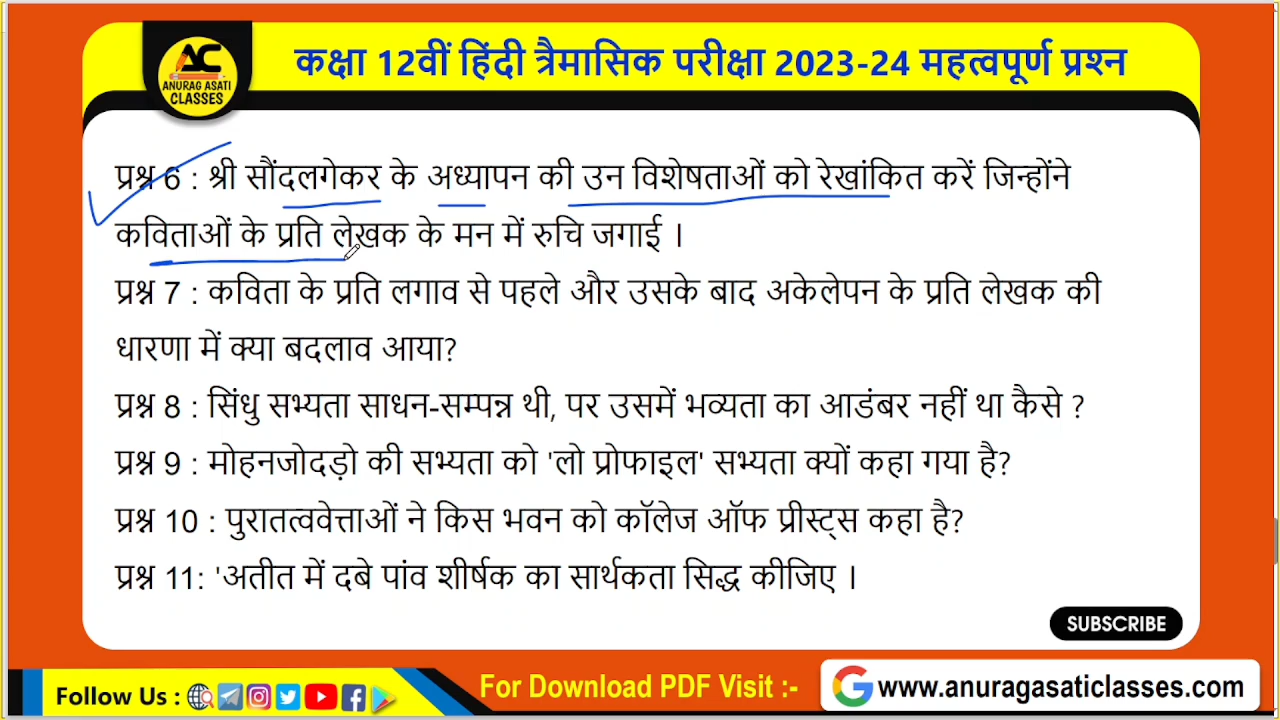 कक्षा 12वीं हिंदी त्रैमासिक परीक्षा 2023-24 महत्वपूर्ण प्रश्न
AC
ANURAG ASATI
CLASSES
प्रश्न 6 : श्री सौंदलगेकर के अध्यापन की उन विशेषताओं को रेखांकित करें जिन्होंने
कविताओं के प्रति लेखक के मन में रुचि जगाई ।
प्रश्न 7 : कविता के प्रति लगाव से पहले और उसके बाद अकेलेपन के प्रति लेखक की
धारणा में क्या बदलाव आया?
प्रश्न 8 : सिंधु सभ्यता साधन-सम्पन्न थी, पर उसमें भव्यता का आडंबर नहीं था कैसे ?
प्रश्न 9 : मोहनजोदड़ो की सभ्यता को 'लो प्रोफाइल' सभ्यता क्यों कहा गया है?
प्रश्न 10 : पुरातत्ववेत्ताओं ने किस भवन को कॉलेज ऑफ प्रीस्ट्स कहा है?
प्रश्न 11: 'अतीत में दबे पांव शीर्षक का सार्थकता सिद्ध कीजिए ।
SUBSCRIBE
Follow Us :
For Download PDF Visit :-
www.anuragasaticlasses.com